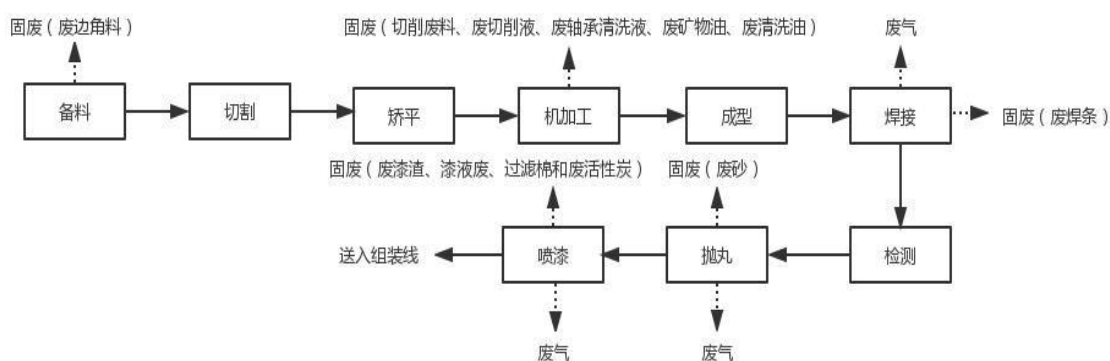 固废（废边角料）
固废（切削废料、废切削液、废轴承清洗液、废矿物油、废清洗油）
废气
备料
切割
矫平
机加工
成型
焊接
固废（废焊条）
固废（废漆渣、漆液废、过滤棉和废活性炭）
固废（废砂）
送入组装线
喷漆
抛丸
检测
废气
废气